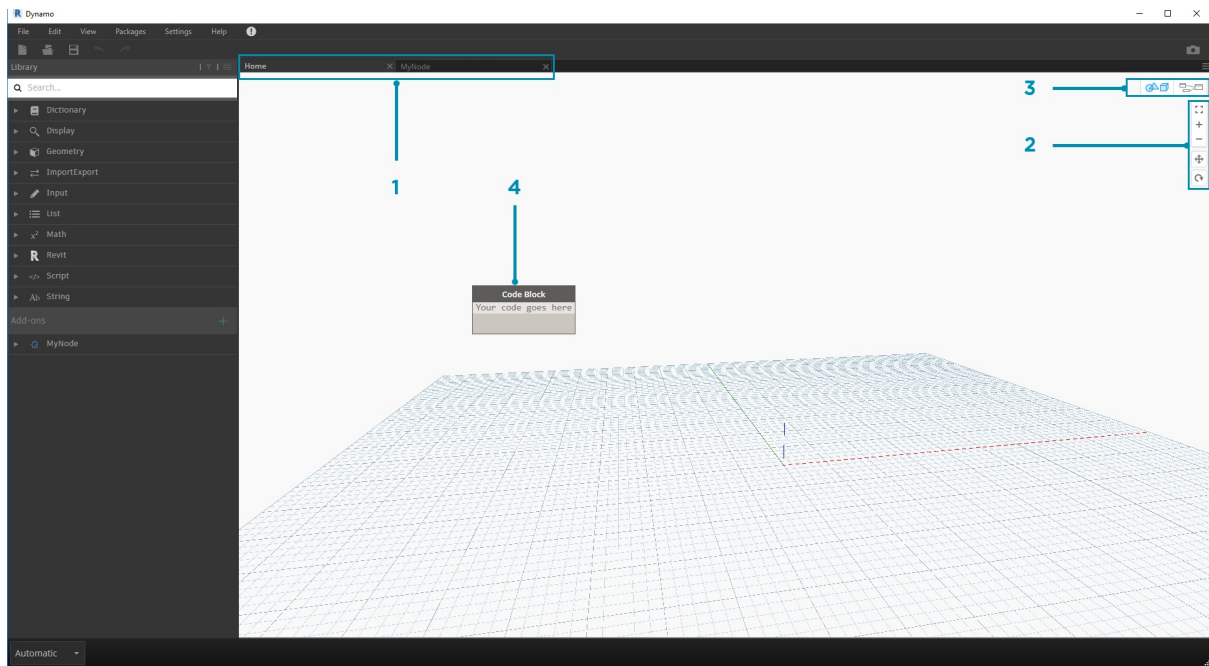 Dynamo
File Edit View Packages Settings Help
Library
Home
MyNode
Search...
Dictionary
Display
Geometry
ImportExport
Input
List
Math
Revit
Script
String
Add-ons
MyNode
3
2
1
4
Code Block
Your code goes here
Automatic